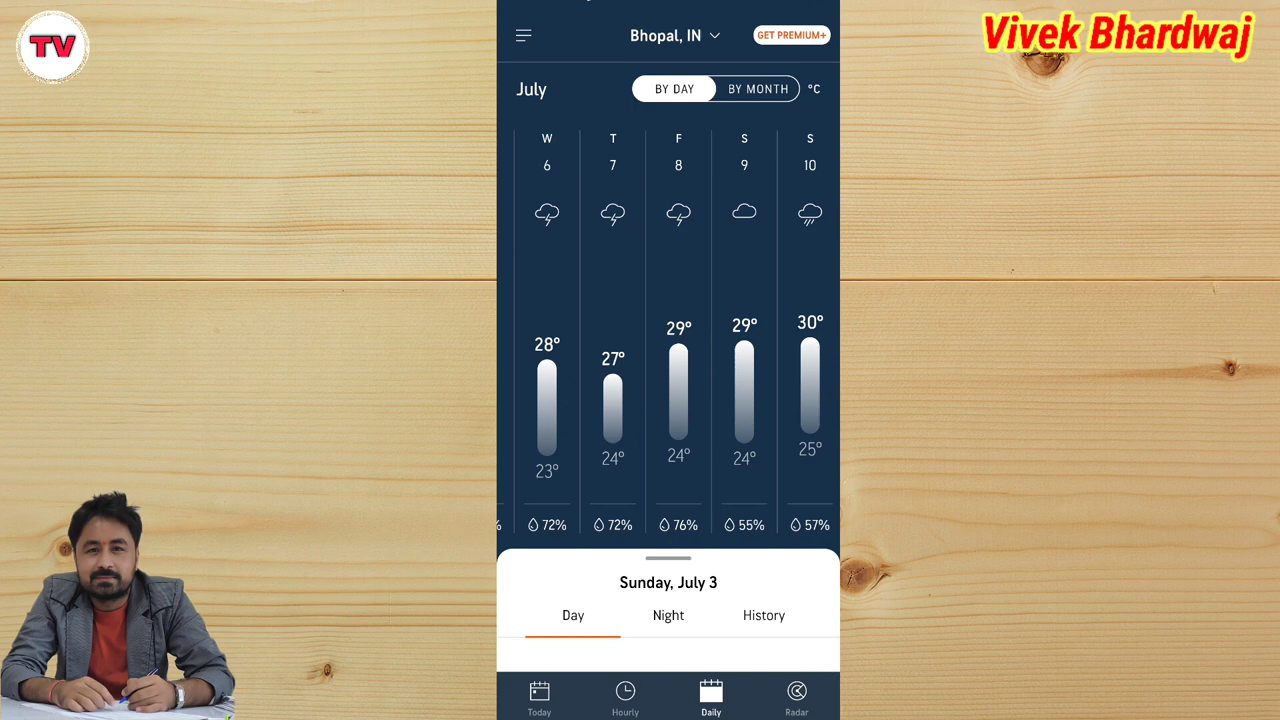 TV
Vivek Bhardwaj
Bhopal, IN
GET PREMIUM+
July
BY DAY BY MONTH °C
W T F S S
6 7 8 9 10
28° 27° 29° 29° 30°
23° 24° 24° 24° 25°
% 72% 72% 76% 55% 57%
Sunday, July 3
Day Night History
Today Hourly Daily Radar